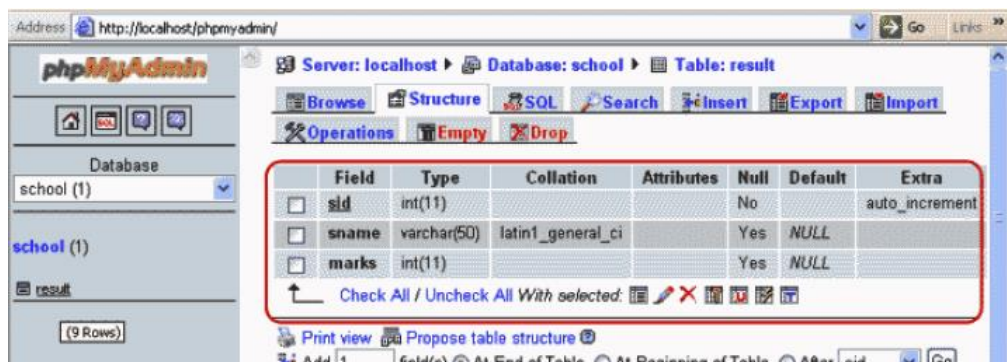 Address http://localhost/phpmyadmin/ Go Links »
phpMyAdmin
Server: localhost ▶ Database: school ▶ Table: result
Browse Structure SQL Search Insert Export Import
SQL
Operations Empty Drop
Database
school (1)
school (1)
result
(9 Rows)
Field Type Collation Attributes Null Default Extra
sid int(11) No auto_increment
sname varchar(50) latin1_general_ci Yes NULL
marks int(11) Yes NULL
Check All / Uncheck All With selected:
Print view Propose table structure
Add 1 field(s) At End of Table At Beginning of Table After sid Go